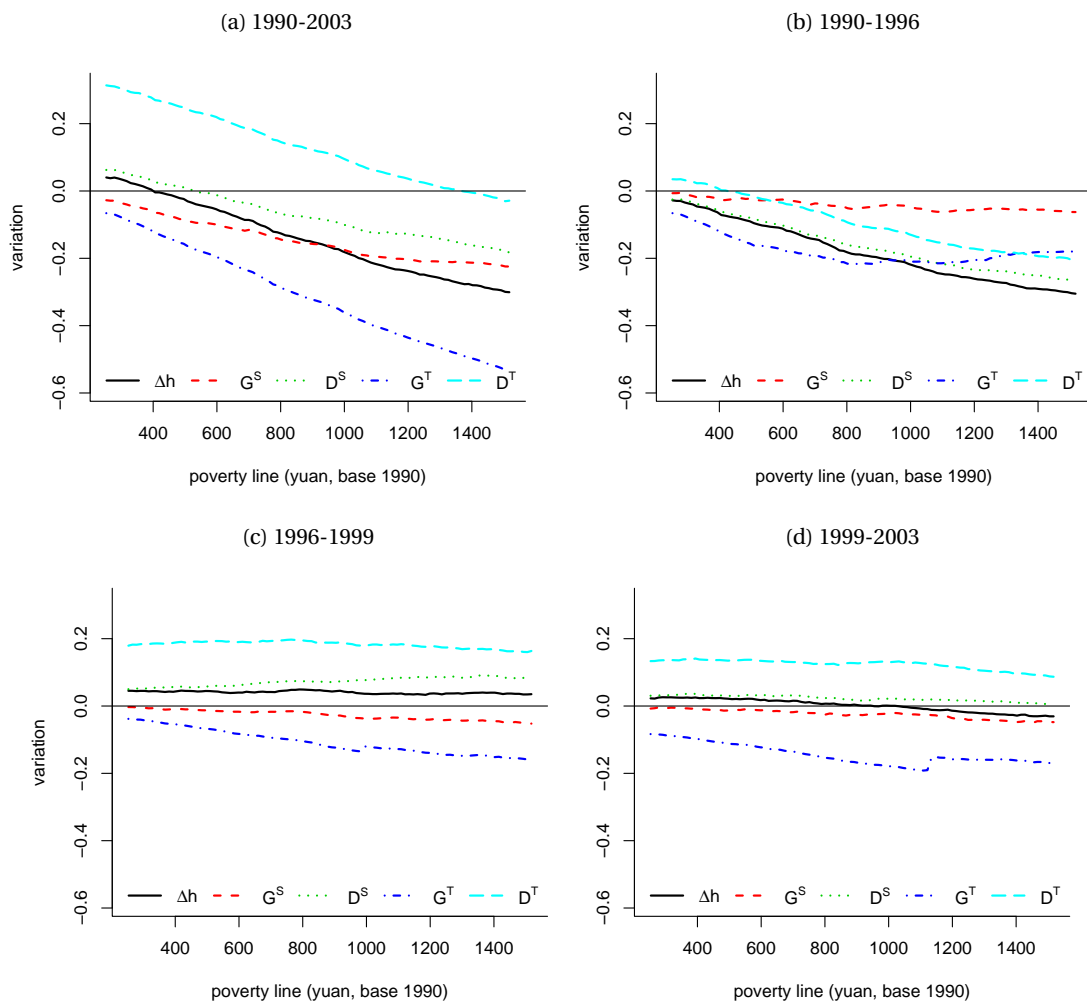 (a) 1990-2003
variation
0.2
0.0
−0.2
−0.4
−0.6
Δh G^S D^S G^T D^T
400 600 800 1000 1200 1400
poverty line (yuan, base 1990)
(b) 1990-1996
variation
0.2
0.0
−0.2
−0.4
−0.6
Δh G^S D^S G^T D^T
400 600 800 1000 1200 1400
poverty line (yuan, base 1990)
(c) 1996-1999
variation
0.2
0.0
−0.2
−0.4
−0.6
Δh G^S D^S G^T D^T
400 600 800 1000 1200 1400
poverty line (yuan, base 1990)
(d) 1999-2003
variation
0.2
0.0
−0.2
−0.4
−0.6
Δh G^S D^S G^T D^T
400 600 800 1000 1200 1400
poverty line (yuan, base 1990)